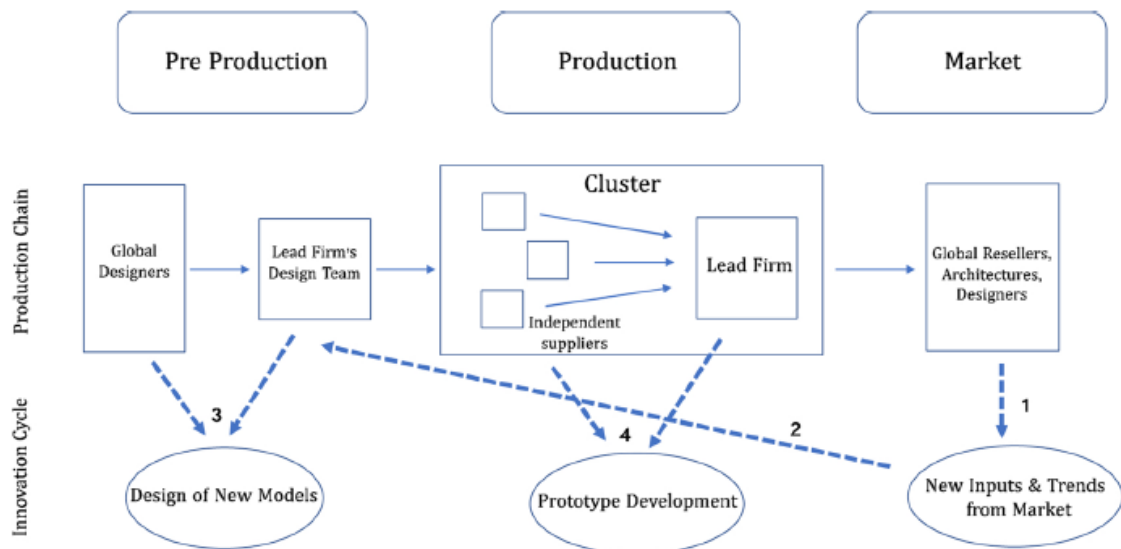 Pre Production
Production
Market
Production Chain
Global
Designers
Lead Firm's
Design Team
Cluster
Independent
suppliers
Lead Firm
Global Resellers,
Architectures,
Designers
Innovation Cycle
3
4
2
1
Design of New Models
Prototype Development
New Inputs & Trends
from Market